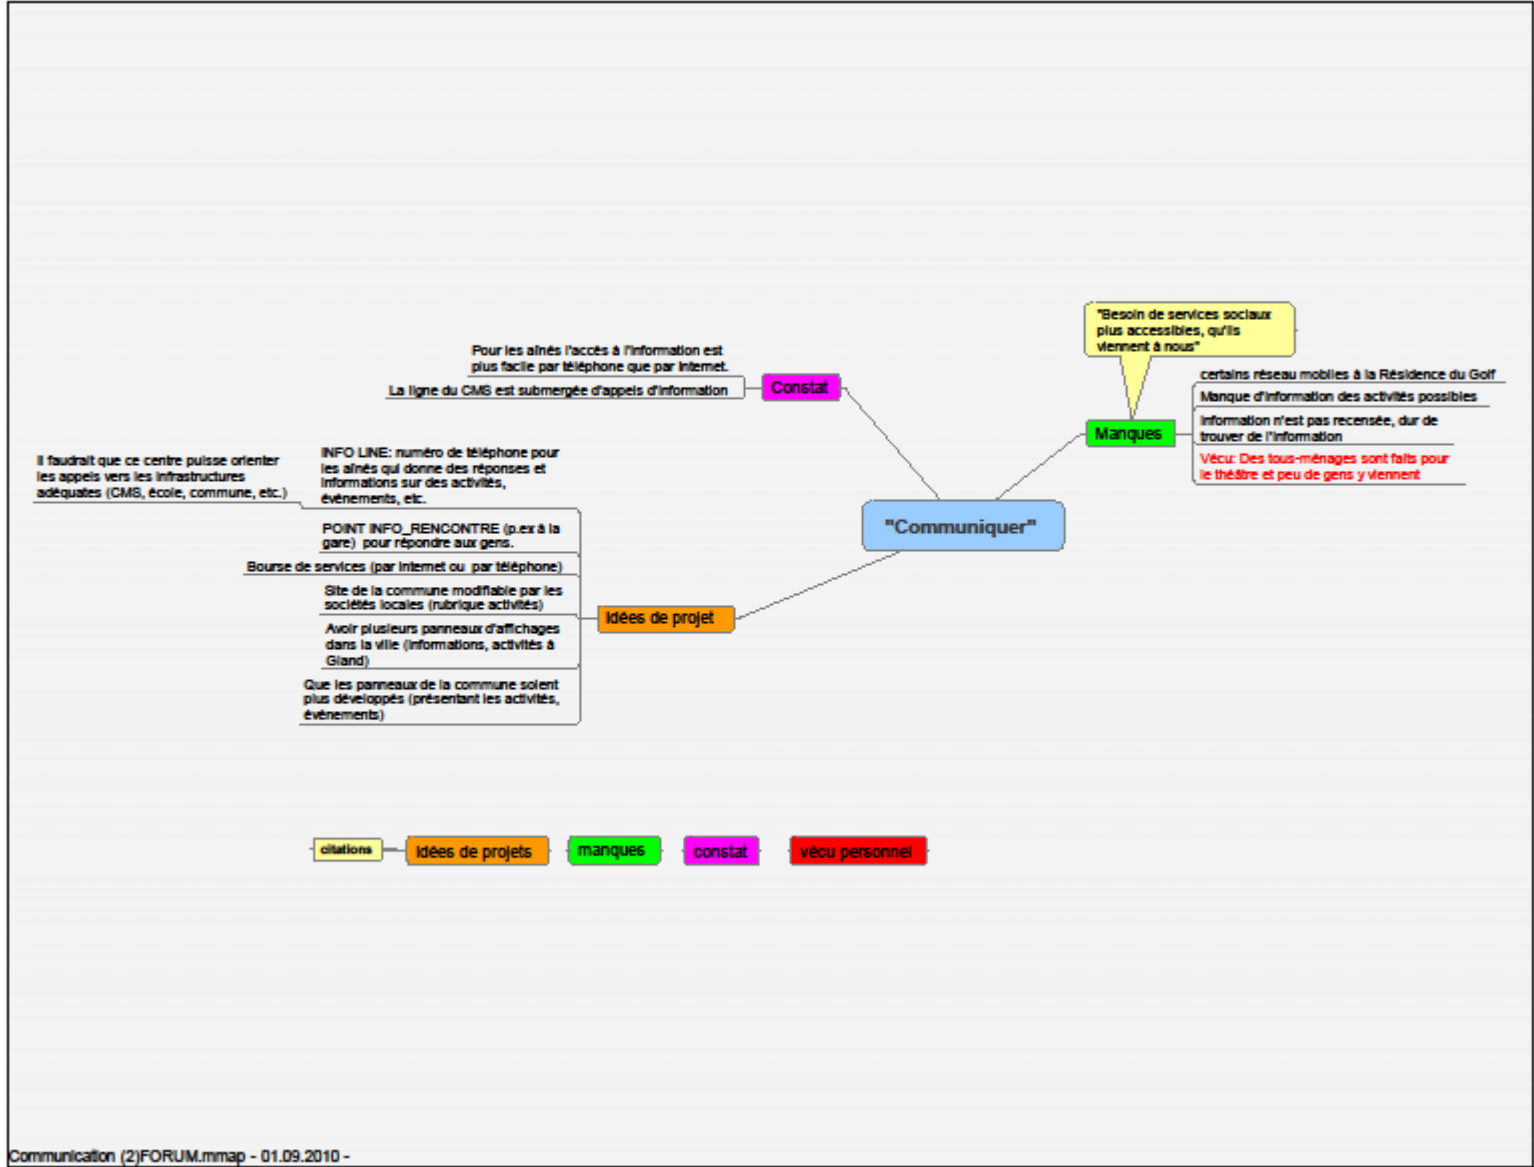 "Besoin de services sociaux
plus accessibles, qu'ils
viennent à nous"
Pour les aînés l'accès à l'information est
plus facile par téléphone que par Internet.
La ligne du CMS est submergée d'appels d'information
Constat
certains réseau mobiles à la Résidence du Golf
Manque d'information des activités possibles
Information n'est pas recensée, dur de
trouver de l'information
Vécu: Des tous-ménages sont faits pour
le théâtre et peu de gens y viennent
Manques
"Communiquer"
Il faudrait que ce centre puisse orienter
les appels vers les infrastructures
adéquates (CMS, école, commune, etc.)
INFO LINE: numéro de téléphone pour
les aînés qui donne des réponses et
informations sur des activités,
événements, etc.
POINT INFO_RENCONTRE (p.ex à la
gare) pour répondre aux gens.
Bourse de services (par Internet ou par téléphone)
Site de la commune modifiable par les
sociétés locales (rubrique activités)
Avoir plusieurs panneaux d'affichages
dans la ville (informations, activités à
Gland)
Que les panneaux de la commune soient
plus développés (présentant les activités,
événements)
Idées de projet
citations
Idées de projets
manques
constat
vécu personnel
Communication (2)FORUM.mmap - 01.09.2010 -